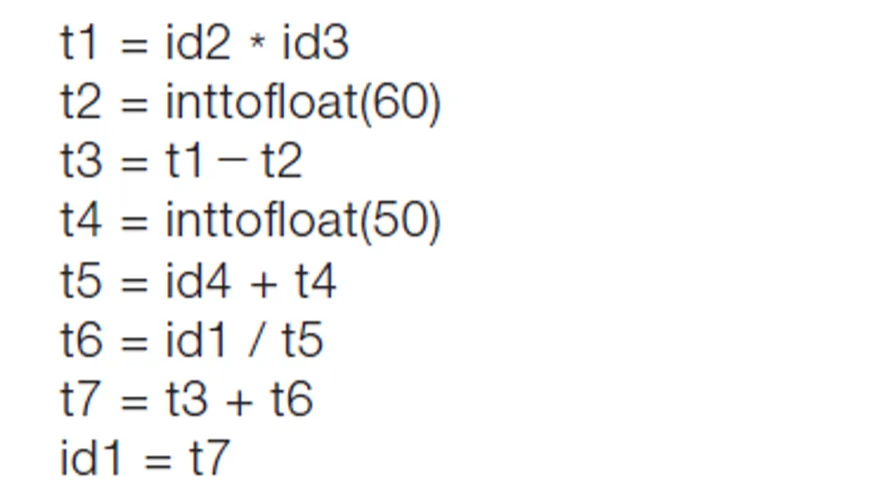 t1 = id2 * id3
t2 = inttofloat(60)
t3 = t1 – t2
t4 = inttofloat(50)
t5 = id4 + t4
t6 = id1 / t5
t7 = t3 + t6
id1 = t7